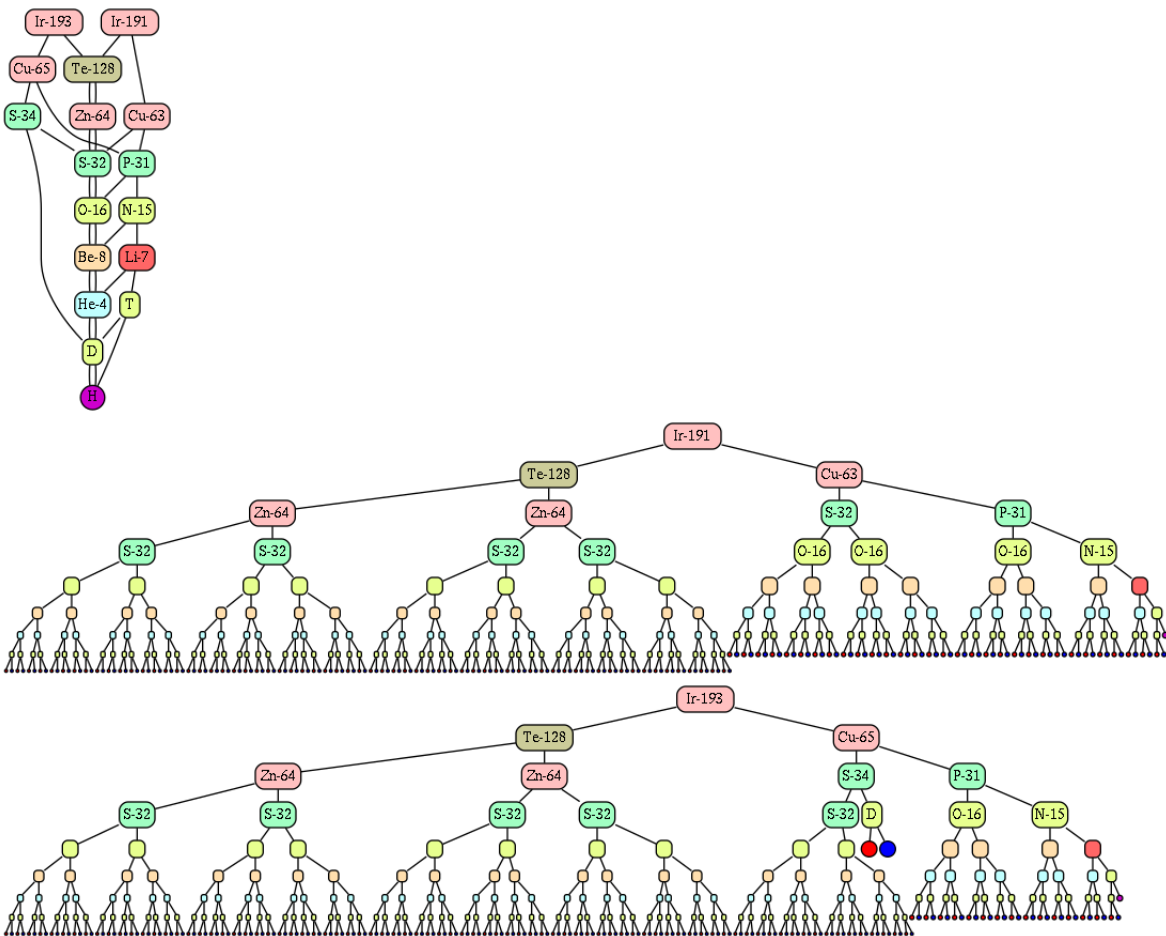 Ir-193 Ir-191
Cu-65 Te-128
S-34 Zn-64 Cu-63
S-32 P-31
O-16 N-15
Be-8 Li-7
He-4 T
D
H
Ir-191
Te-128 Cu-63
Zn-64 Zn-64 S-32 P-31
S-32 S-32 S-32 S-32 O-16 O-16 O-16 N-15
Ir-193
Te-128 Cu-65
Zn-64 Zn-64 S-34 P-31
S-32 S-32 S-32 S-32 S-32 D O-16 N-15